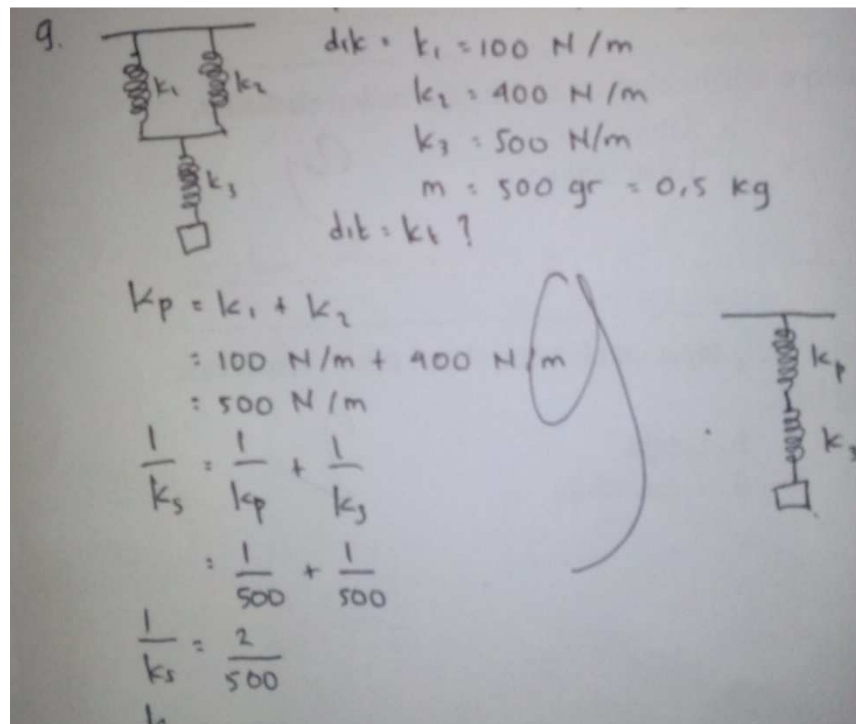 9.
k₁ k₂
k₃
dik = k₁ = 100 N/m
k₂ = 400 N/m
k₃ = 500 N/m
m = 500 gr = 0,5 kg
dit = kt ?
kp = k₁ + k₂
= 100 N/m + 400 N/m
= 500 N/m
1/ks = 1/kp + 1/k₃
= 1/500 + 1/500
1/ks = 2/500
9
kp
k₃